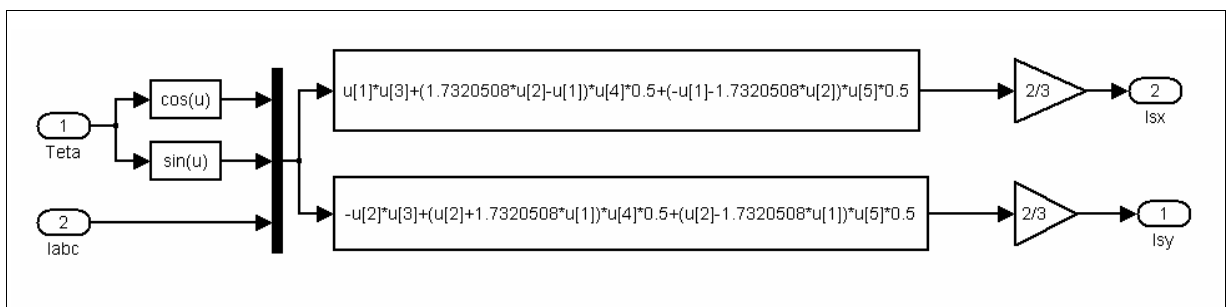 cos(u)
u[1]*u[3]+(1.7320508*u[2]-u[1])*u[4]*0.5+(-u[1]-1.7320508*u[2])*u[5]*0.5
2/3
2
Isx
1
Teta
sin(u)
2
Iabc
-u[2]*u[3]+(u[2]+1.7320508*u[1])*u[4]*0.5+(u[2]-1.7320508*u[1])*u[5]*0.5
2/3
1
Isy